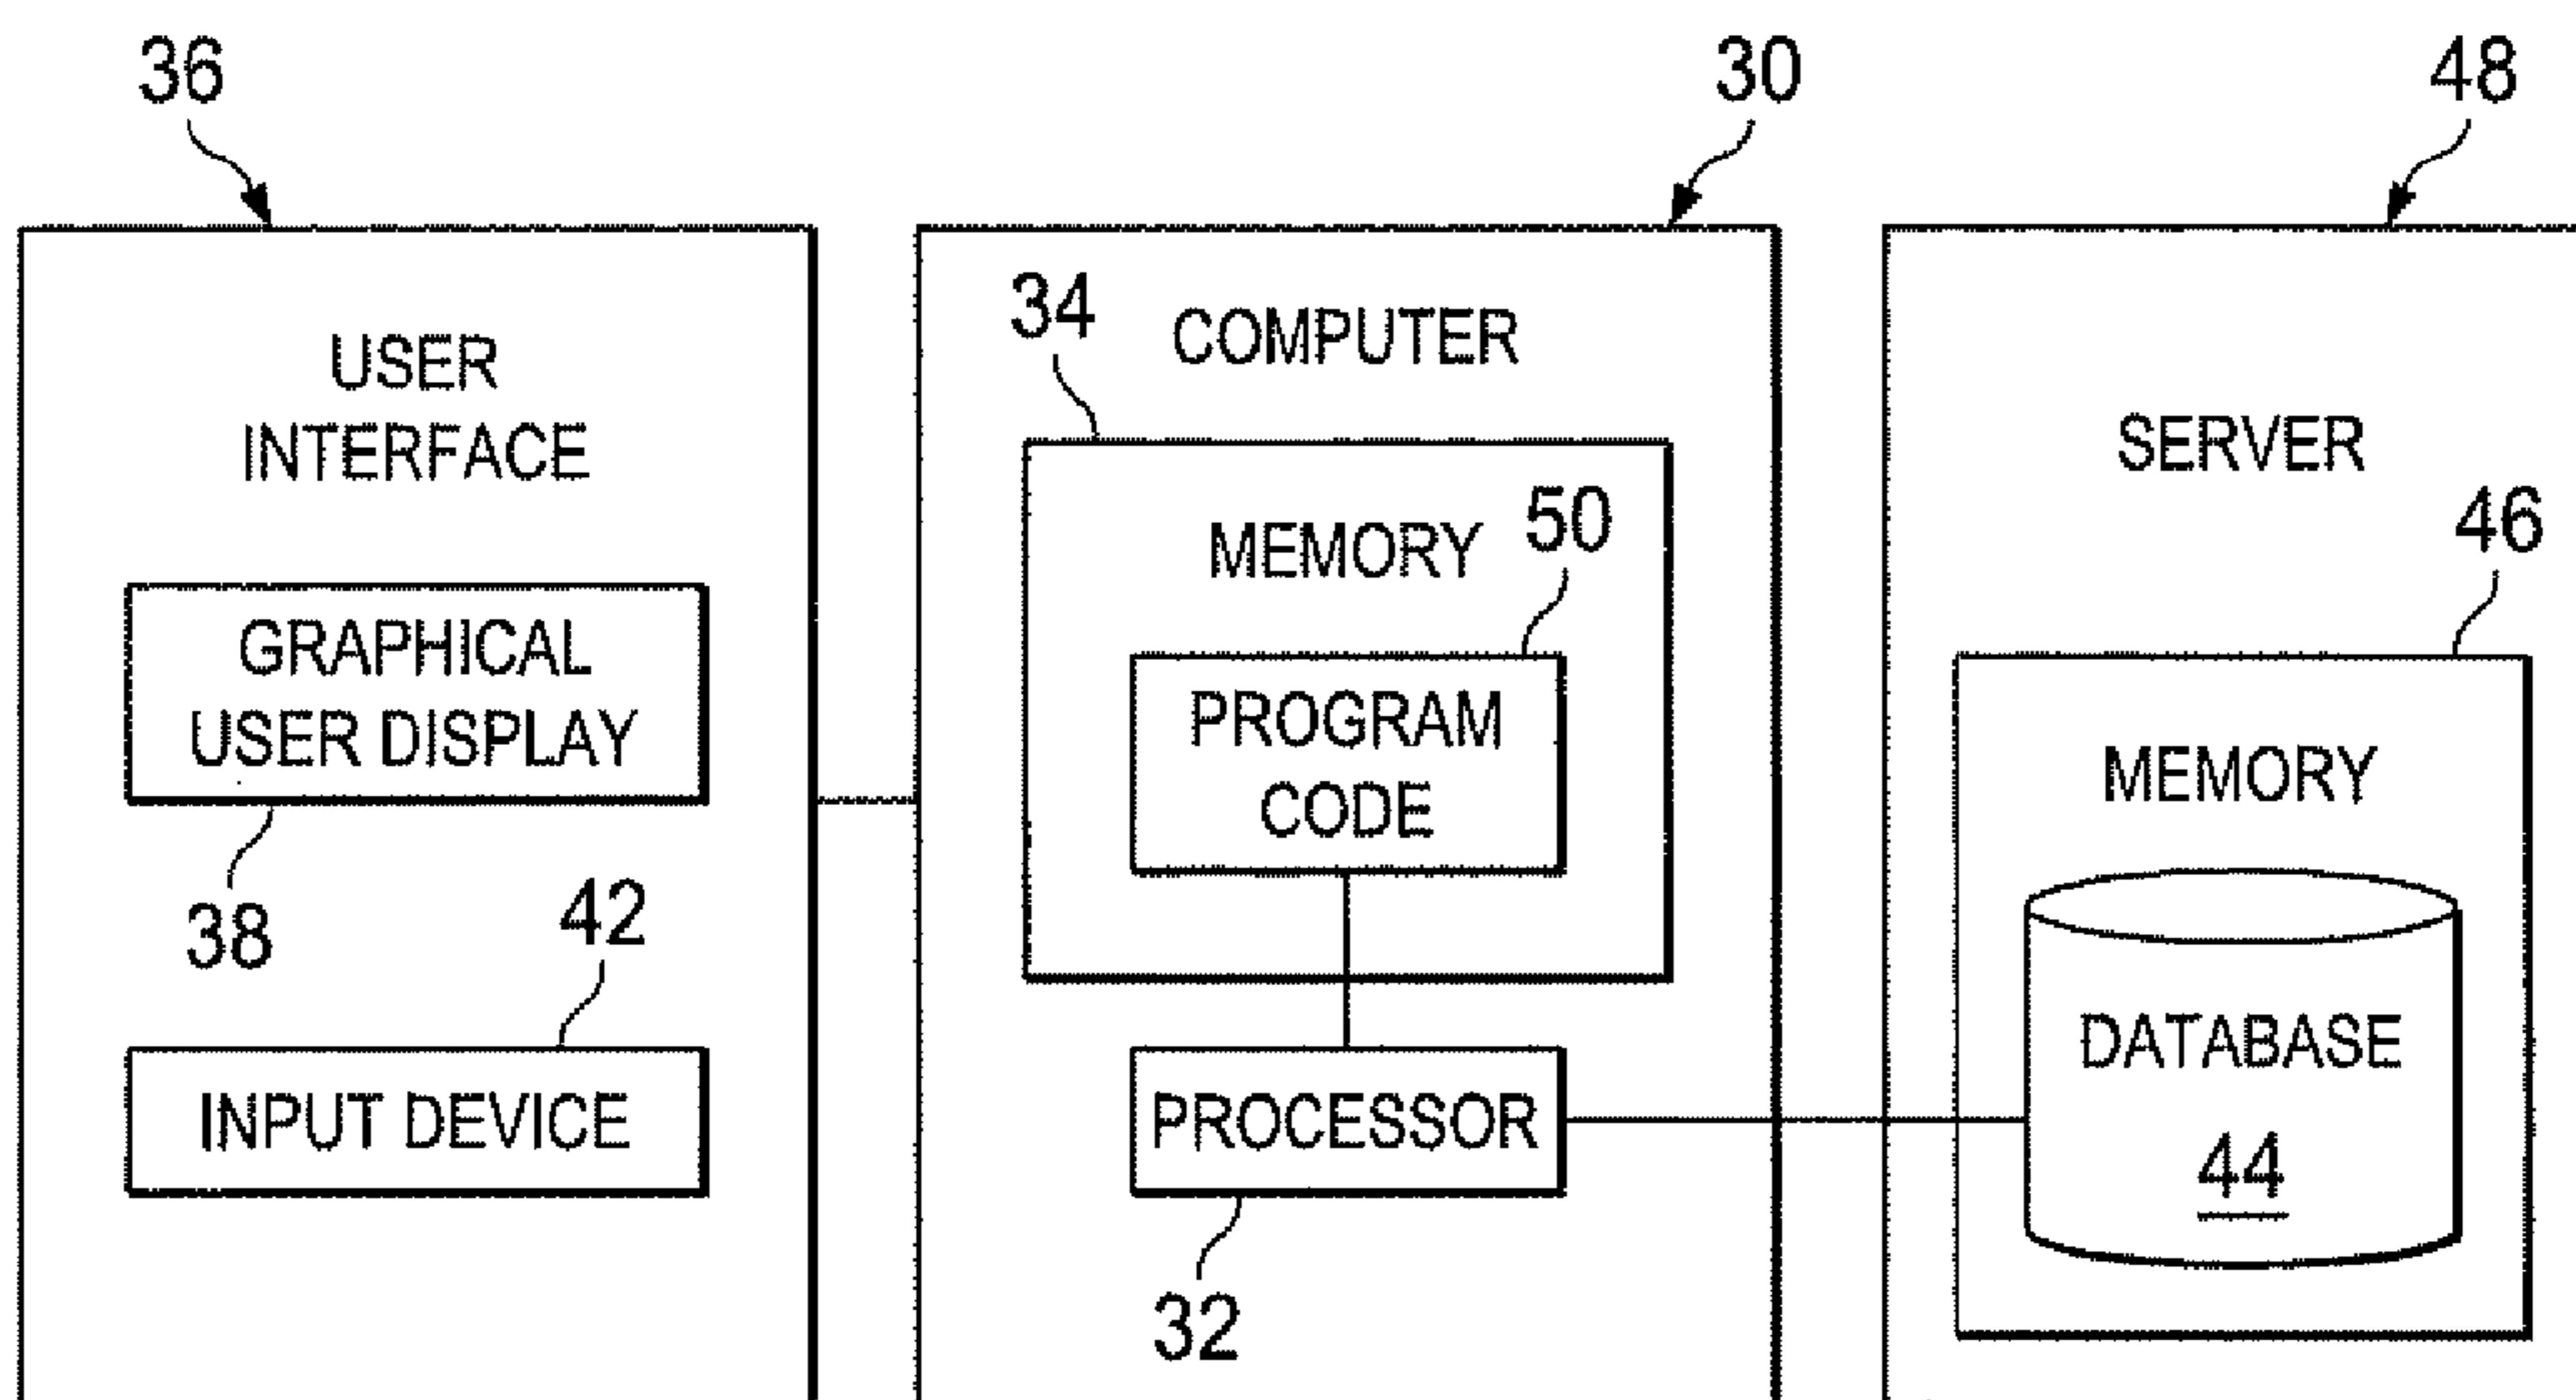 36
30
48
USER
INTERFACE
GRAPHICAL
USER DISPLAY
38
42
INPUT DEVICE
34
COMPUTER
MEMORY
50
PROGRAM
CODE
PROCESSOR
32
SERVER
46
MEMORY
DATABASE
44